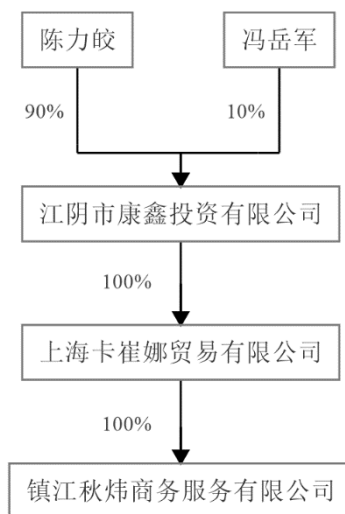 陈力皎 冯岳军
90% 10%
江阴市康鑫投资有限公司
100%
上海卡崔娜贸易有限公司
100%
镇江秋炜商务服务有限公司